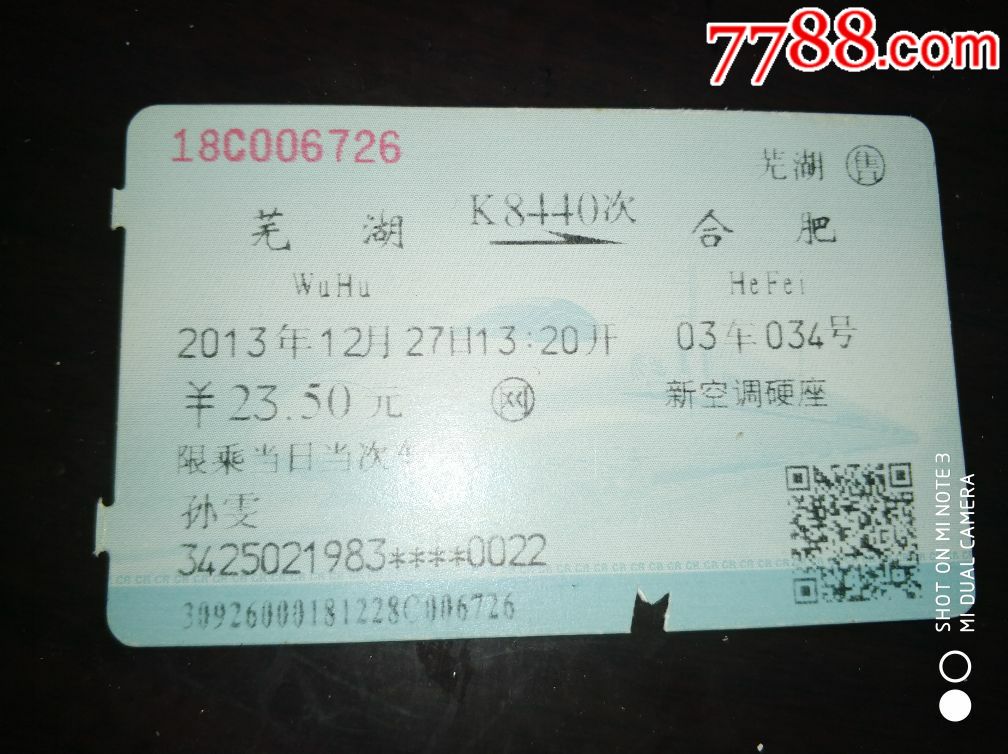 7788.com
18C006726
芜湖 售
芜湖 K8440次 合肥
WuHu HeFei
2013年12月27日13:20开 03车034号
￥23.50元 网 新空调硬座
限乘当日当次车
孙雯
3425021983****0022
30926000181228C006726
SHOT ON MI NOTE 3
MI DUAL CAMERA